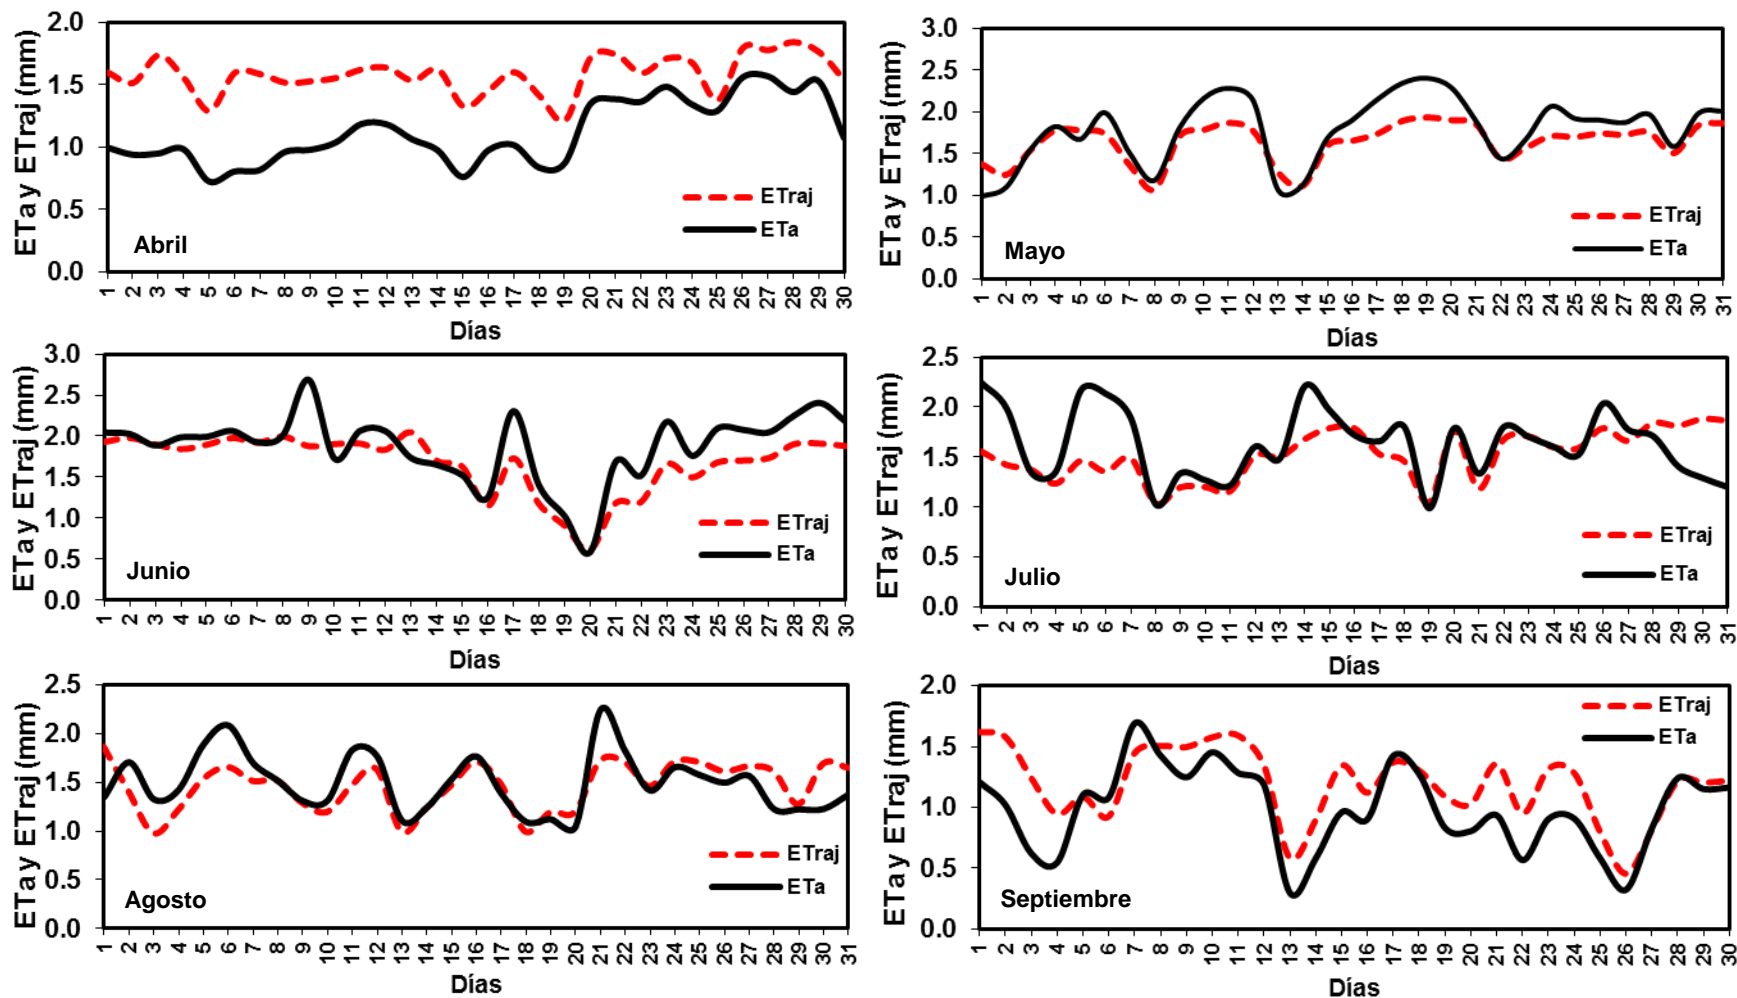 ETa y ETraj (mm)
2.0
1.5
1.0
0.5
0.0
ETraj
ETa
Abril
1 2 3 4 5 6 7 8 9 10 11 12 13 14 15 16 17 18 19 20 21 22 23 24 25 26 27 28 29 30
Días
ETa y ETraj (mm)
3.0
2.5
2.0
1.5
1.0
0.5
0.0
ETraj
ETa
Mayo
1 2 3 4 5 6 7 8 9 10 11 12 13 14 15 16 17 18 19 20 21 22 23 24 25 26 27 28 29 30 31
Días
ETa y ETraj (mm)
3.0
2.5
2.0
1.5
1.0
0.5
0.0
ETraj
ETa
Junio
1 2 3 4 5 6 7 8 9 10 11 12 13 14 15 16 17 18 19 20 21 22 23 24 25 26 27 28 29 30
Días
ETa y ETraj (mm)
2.5
2.0
1.5
1.0
0.5
0.0
ETraj
ETa
Julio
1 2 3 4 5 6 7 8 9 10 11 12 13 14 15 16 17 18 19 20 21 22 23 24 25 26 27 28 29 30 31
Días
ETa y ETraj (mm)
2.5
2.0
1.5
1.0
0.5
0.0
ETraj
ETa
Agosto
1 2 3 4 5 6 7 8 9 10 11 12 13 14 15 16 17 18 19 20 21 22 23 24 25 26 27 28 29 30 31
Días
ETa y ETraj (mm)
2.0
1.5
1.0
0.5
0.0
ETraj
ETa
Septiembre
1 2 3 4 5 6 7 8 9 10 11 12 13 14 15 16 17 18 19 20 21 22 23 24 25 26 27 28 29 30
Días